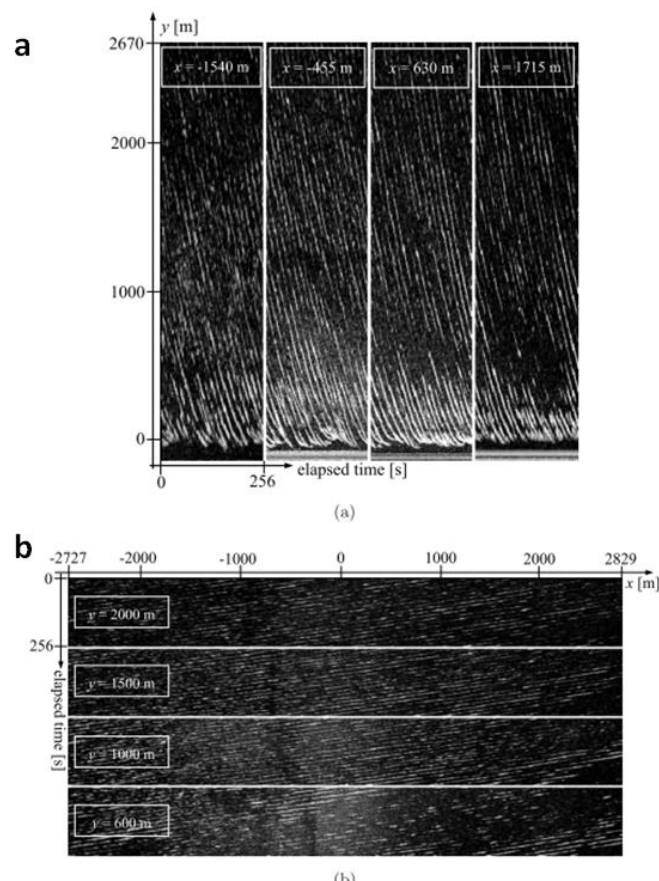 a
y [m]
2670
x = -1540 m
x = -455 m
x = 630 m
x = 1715 m
2000
1000
0
0
256
elapsed time [s]
(a)
b
-2727
-2000
-1000
0
1000
2000
2829
x [m]
0
y = 2000 m
256
elapsed time [s]
y = 1500 m
y = 1000 m
y = 600 m
(b)